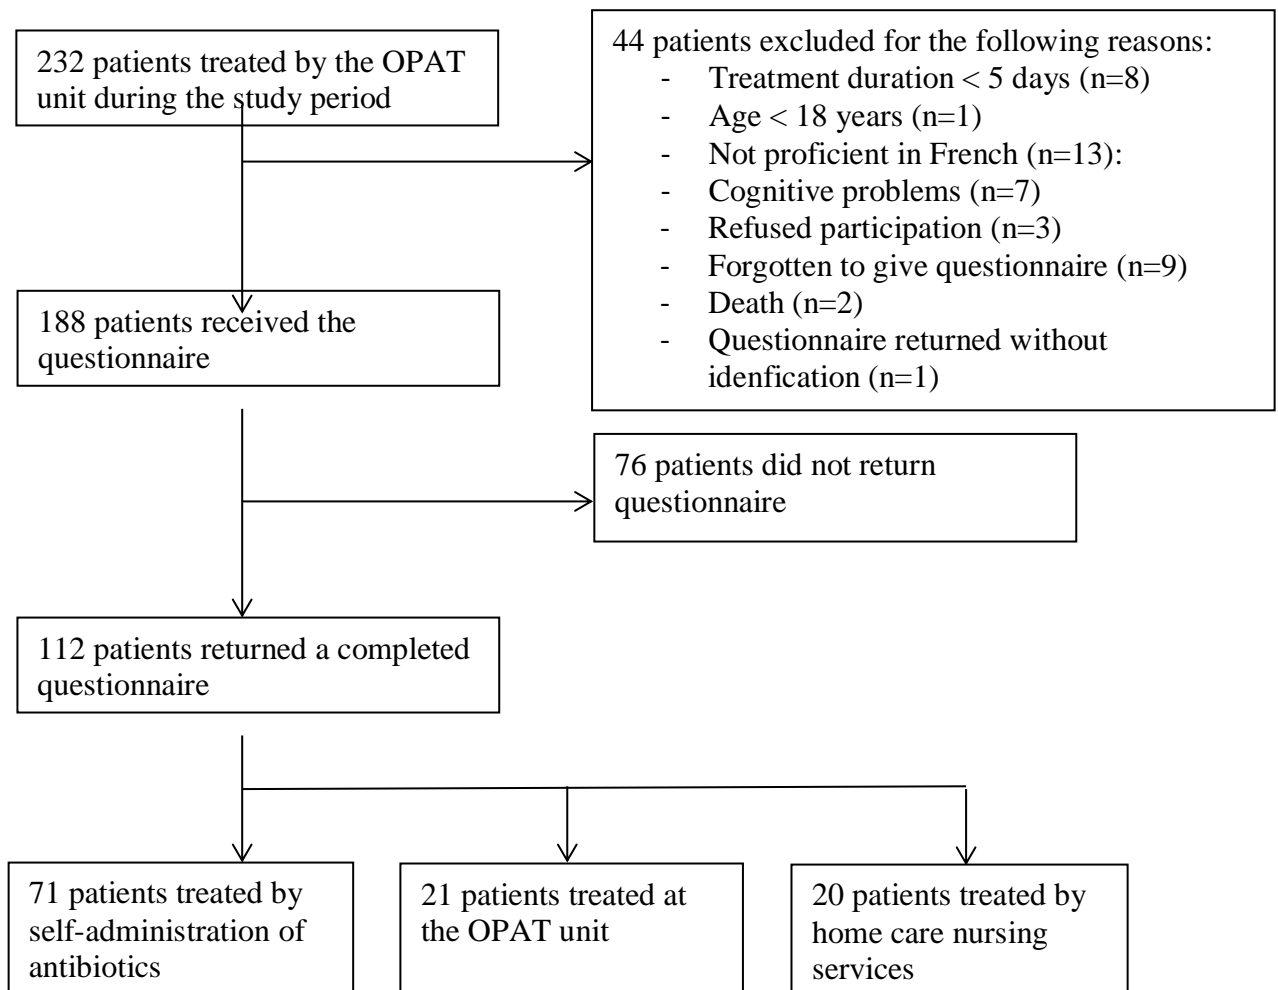 232 patients treated by the OPAT
unit during the study period
44 patients excluded for the following reasons:
- Treatment duration < 5 days (n=8)
- Age < 18 years (n=1)
- Not proficient in French (n=13):
- Cognitive problems (n=7)
- Refused participation (n=3)
- Forgotten to give questionnaire (n=9)
- Death (n=2)
- Questionnaire returned without
idenfication (n=1)
188 patients received the
questionnaire
76 patients did not return
questionnaire
112 patients returned a completed
questionnaire
71 patients treated by
self-administration of
antibiotics
21 patients treated at
the OPAT unit
20 patients treated by
home care nursing
services